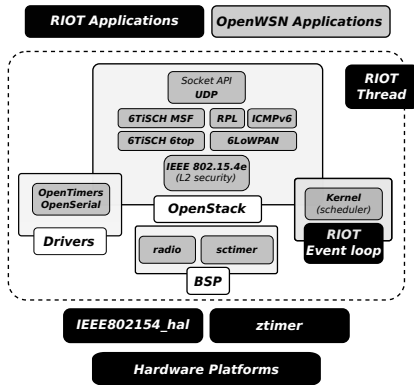 RIOT Applications
OpenWSN Applications
RIOT
Thread
Socket API
UDP
6TiSCH MSF
RPL
ICMPv6
6TiSCH 6top
6LoWPAN
IEEE 802.15.4e
(L2 security)
OpenStack
OpenTimers
OpenSerial
Drivers
Kernel
(scheduler)
RIOT
Event loop
radio
sctimer
BSP
IEEE802154_hal
ztimer
Hardware Platforms